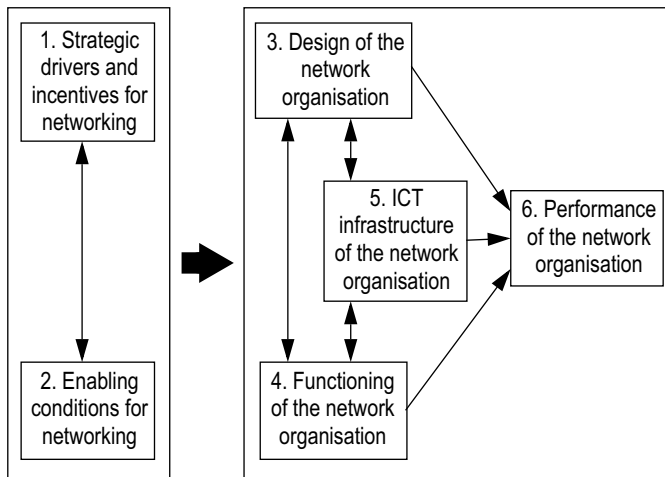 1. Strategic
drivers and
incentives for
networking
2. Enabling
conditions for
networking
3. Design of the
network
organisation
5. ICT
infrastructure
of the network
organisation
4. Functioning
of the network
organisation
6. Performance
of the network
organisation